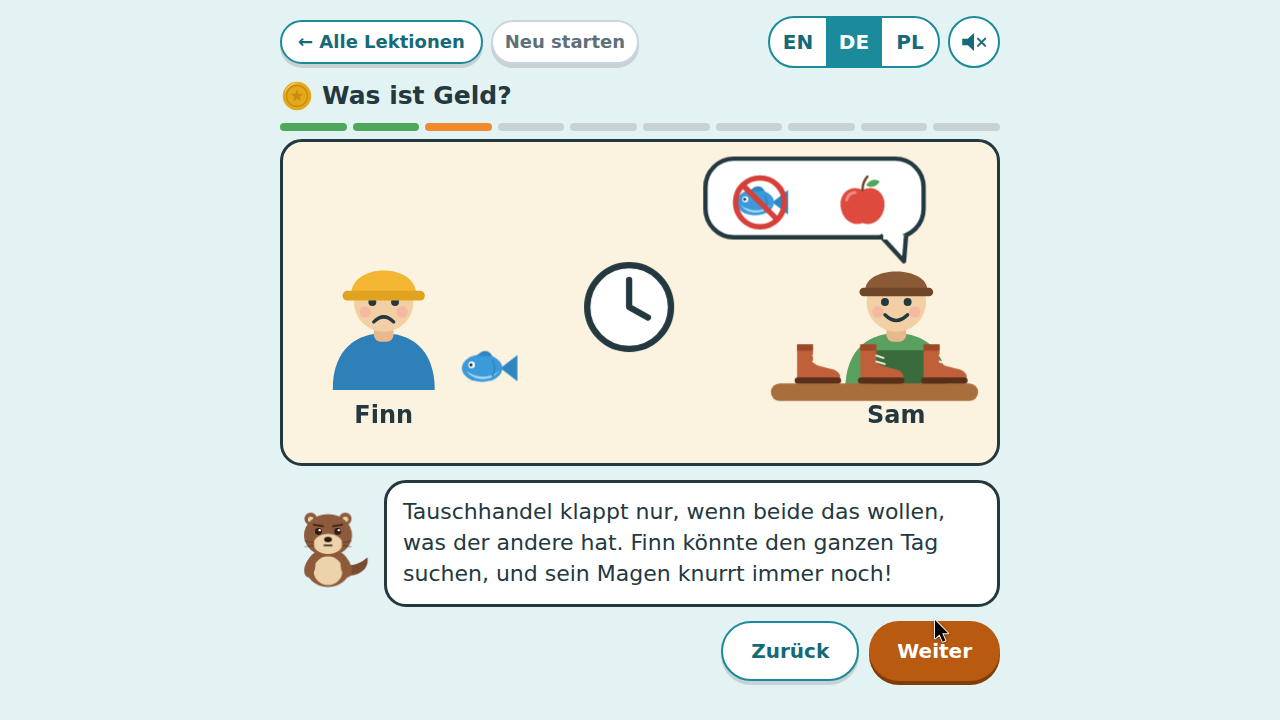 ← Alle Lektionen
Neu starten
EN DE PL
Was ist Geld?
Finn
Sam
Tauschhandel klappt nur, wenn beide das wollen,
was der andere hat. Finn könnte den ganzen Tag
suchen, und sein Magen knurrt immer noch!
Zurück
Weiter